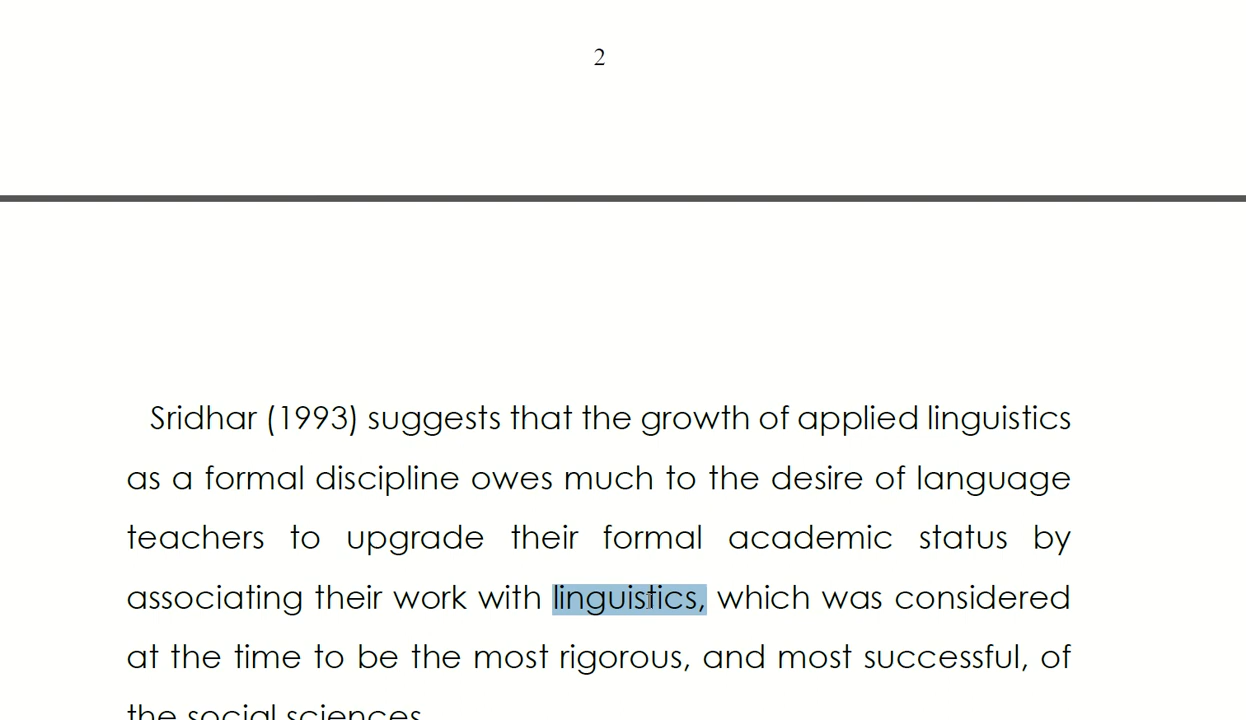 2
Sridhar (1993) suggests that the growth of applied linguistics
as a formal discipline owes much to the desire of language
teachers to upgrade their formal academic status by
associating their work with linguistics, which was considered
at the time to be the most rigorous, and most successful, of
the social sciences.